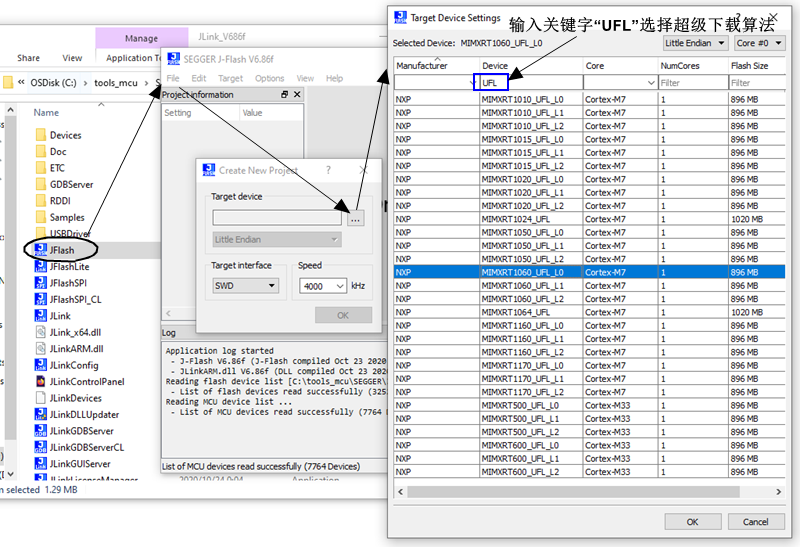 Manage
JLink_V686f
Share
View
Application To
OSDisk (C:)
tools_mcu
Name
Devices
Doc
ETC
GDBServer
RDDI
Samples
USBDriver
JFlash
JFlashLite
JFlashSPI
JFlashSPI_CL
JLink
JLink_x64.dll
JLinkARM.dll
JLinkConfig
JLinkControlPanel
JLinkDevices
JLinkDLLUpdater
JLinkGDBServer
JLinkGDBServerCL
JLinkGUIServer
JLinkLicenseManager
n selected 1.29 MB
2020/10/24 0:04
Application
SEGGER J-Flash V6.86f
File Edit Target Options View Help
Project information
Setting Value
Create New Project ?
Target device
...
Little Endian
Target interface
SWD
Speed
4000 kHz
OK
Log
Application log started
- J-Flash V6.86f (J-Flash compiled Oct 23 2020
- JLinkARM.dll V6.86f (DLL compiled Oct 23 2020
Reading flash device list [C:\tools_mcu\SEGGER\
- List of flash devices read successfully (325
Reading MCU device list ...
- List of MCU devices read successfully (7764
List of MCU devices read successfully (7764 Devices)
Target Device Settings ?
输入关键字“UFL”选择超级下载算法
Selected Device: MIMXRT1060_UFL_L0 Little Endian Core #0
Manufacturer Device Core NumCores Flash Size
UFL Filter Filter
NXP MIMXRT1010_UFL_L0 Cortex-M7 1 896 MB
NXP MIMXRT1010_UFL_L1 Cortex-M7 1 896 MB
NXP MIMXRT1010_UFL_L2 Cortex-M7 1 896 MB
NXP MIMXRT1015_UFL_L0 Cortex-M7 1 896 MB
NXP MIMXRT1015_UFL_L1 Cortex-M7 1 896 MB
NXP MIMXRT1015_UFL_L2 Cortex-M7 1 896 MB
NXP MIMXRT1020_UFL_L0 Cortex-M7 1 896 MB
NXP MIMXRT1020_UFL_L1 Cortex-M7 1 896 MB
NXP MIMXRT1020_UFL_L2 Cortex-M7 1 896 MB
NXP MIMXRT1024_UFL Cortex-M7 1 1020 MB
NXP MIMXRT1050_UFL_L0 Cortex-M7 1 896 MB
NXP MIMXRT1050_UFL_L1 Cortex-M7 1 896 MB
NXP MIMXRT1050_UFL_L2 Cortex-M7 1 896 MB
NXP MIMXRT1060_UFL_L0 Cortex-M7 1 896 MB
NXP MIMXRT1060_UFL_L1 Cortex-M7 1 896 MB
NXP MIMXRT1060_UFL_L2 Cortex-M7 1 896 MB
NXP MIMXRT1064_UFL Cortex-M7 1 1020 MB
NXP MIMXRT1160_UFL_L0 Cortex-M7 1 896 MB
NXP MIMXRT1160_UFL_L1 Cortex-M7 1 896 MB
NXP MIMXRT1160_UFL_L2 Cortex-M7 1 896 MB
NXP MIMXRT1170_UFL_L0 Cortex-M7 1 896 MB
NXP MIMXRT1170_UFL_L1 Cortex-M7 1 896 MB
NXP MIMXRT1170_UFL_L2 Cortex-M7 1 896 MB
NXP MIMXRT500_UFL_L0 Cortex-M33 1 896 MB
NXP MIMXRT500_UFL_L1 Cortex-M33 1 896 MB
NXP MIMXRT500_UFL_L2 Cortex-M33 1 896 MB
NXP MIMXRT600_UFL_L0 Cortex-M33 1 896 MB
NXP MIMXRT600_UFL_L1 Cortex-M33 1 896 MB
NXP MIMXRT600_UFL_L2 Cortex-M33 1 896 MB
OK Cancel